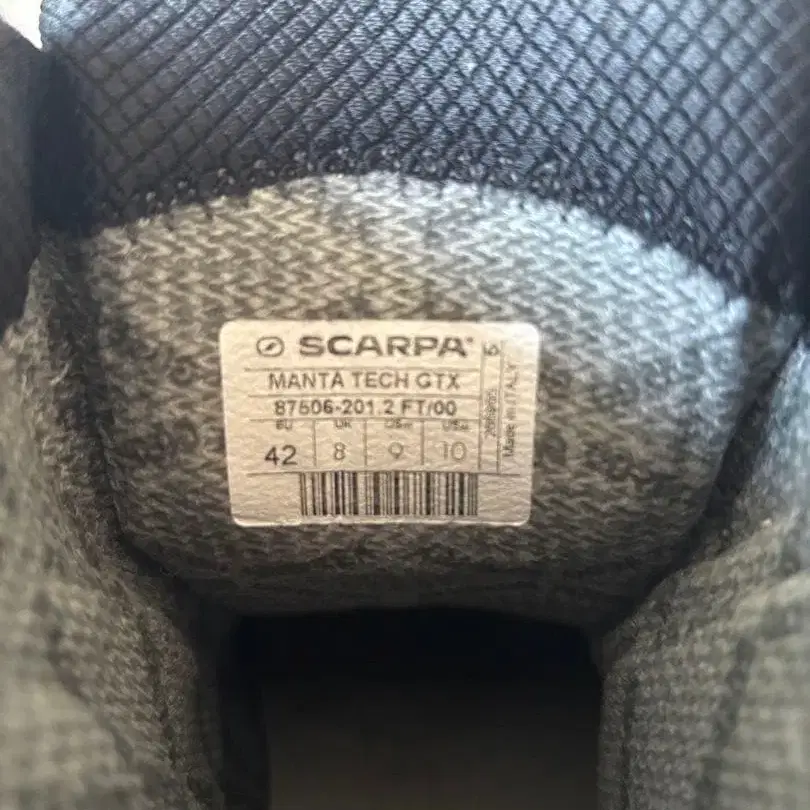 SCARPA
MANTA TECH GTX
87506-201.2 FT/00
EU UK USM USW
42 8 9 10
Made in ITALY